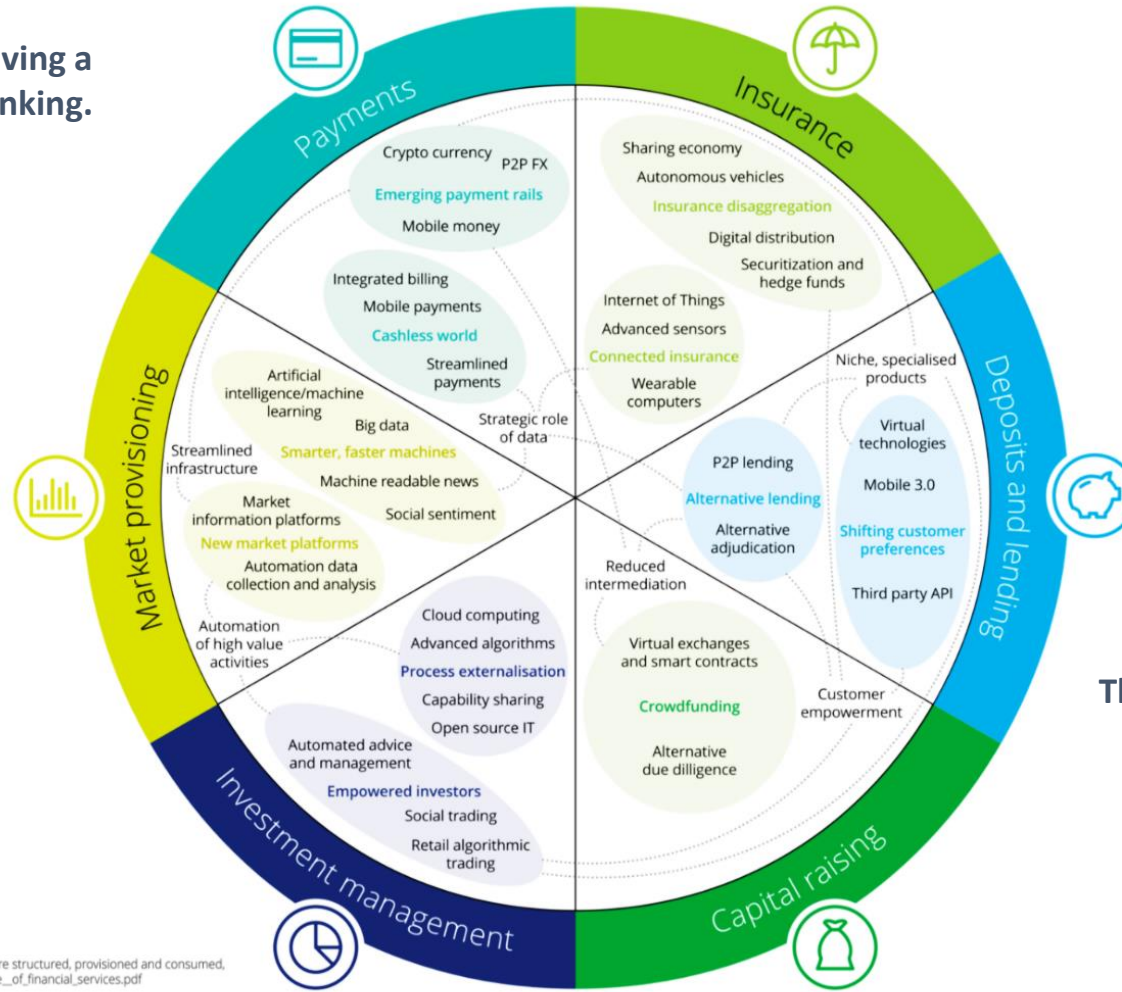 ving a
nking.
Payments
Crypto currency
P2P FX
Emerging payment rails
Mobile money
Integrated billing
Mobile payments
Cashless world
Streamlined
payments
Insurance
Sharing economy
Autonomous vehicles
Insurance disaggregation
Digital distribution
Securitization and
hedge funds
Internet of Things
Advanced sensors
Connected insurance
Wearable
computers
Market provisioning
Artificial
intelligence/machine
learning
Big data
Smarter, faster machines
Machine readable news
Social sentiment
Streamlined
infrastructure
Market
information platforms
New market platforms
Automation data
collection and analysis
Automation
of high value
activities
Strategic role
of data
Deposits and lending
Niche, specialised
products
Virtual
technologies
Mobile 3.0
Shifting customer
preferences
Third party API
P2P lending
Alternative lending
Alternative
adjudication
Reduced
intermediation
Customer
empowerment
Investment management
Cloud computing
Advanced algorithms
Process externalisation
Capability sharing
Open source IT
Automated advice
and management
Empowered investors
Social trading
Retail algorithmic
trading
Capital raising
Virtual exchanges
and smart contracts
Crowdfunding
Alternative
due dilligence
Tl
re structured, provisioned and consumed,
e__of_financial_services.pdf